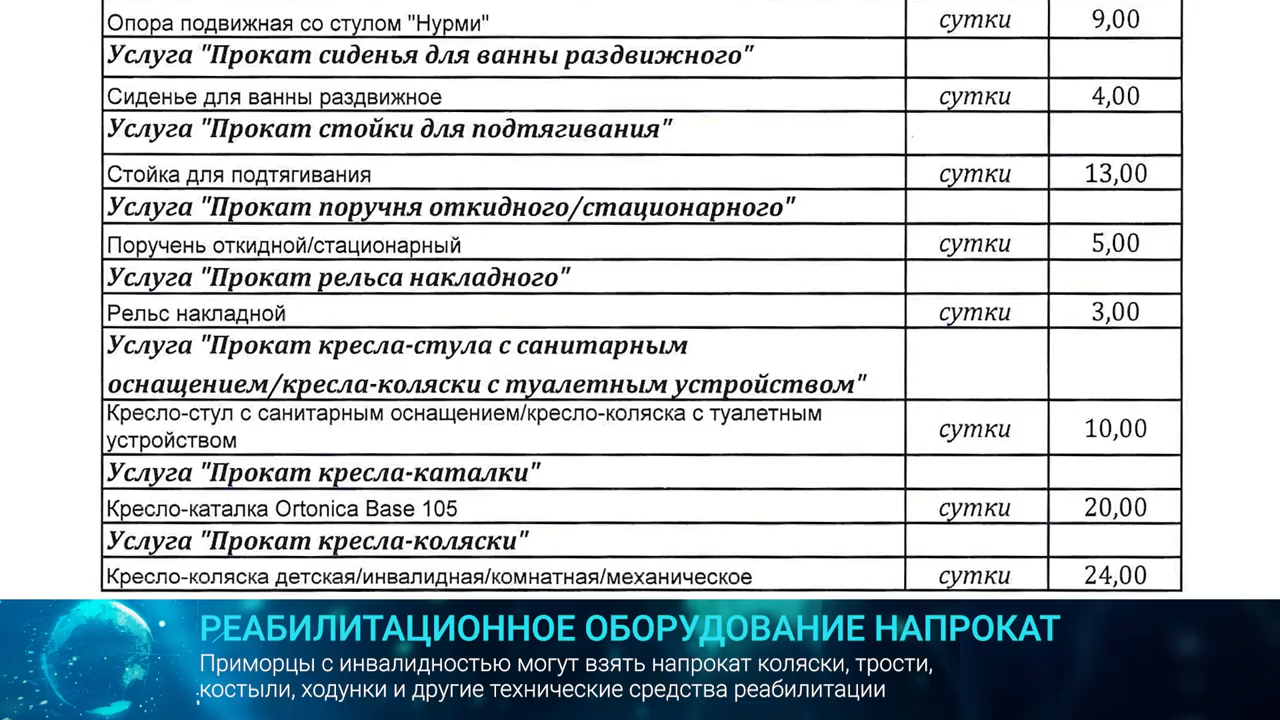 Опора подвижная со стулом "Нурми" сутки 9,00
Услуга "Прокат сиденья для ванны раздвижного"
Сиденье для ванны раздвижное сутки 4,00
Услуга "Прокат стойки для подтягивания"
Стойка для подтягивания сутки 13,00
Услуга "Прокат поручня откидного/стационарного"
Поручень откидной/стационарный сутки 5,00
Услуга "Прокат рельса накладного"
Рельс накладной сутки 3,00
Услуга "Прокат кресла-стула с санитарным
оснащением/кресла-коляски с туалетным устройством"
Кресло-стул с санитарным оснащением/кресло-коляска с туалетным
устройством сутки 10,00
Услуга "Прокат кресла-каталки"
Кресло-каталка Ortonica Base 105 сутки 20,00
Услуга "Прокат кресла-коляски"
Кресло-коляска детская/инвалидная/комнатная/механическое сутки 24,00
РЕАБИЛИТАЦИОННОЕ ОБОРУДОВАНИЕ НАПРОКАТ
Приморцы с инвалидностью могут взять напрокат коляски, трости,
костыли, ходунки и другие технические средства реабилитации